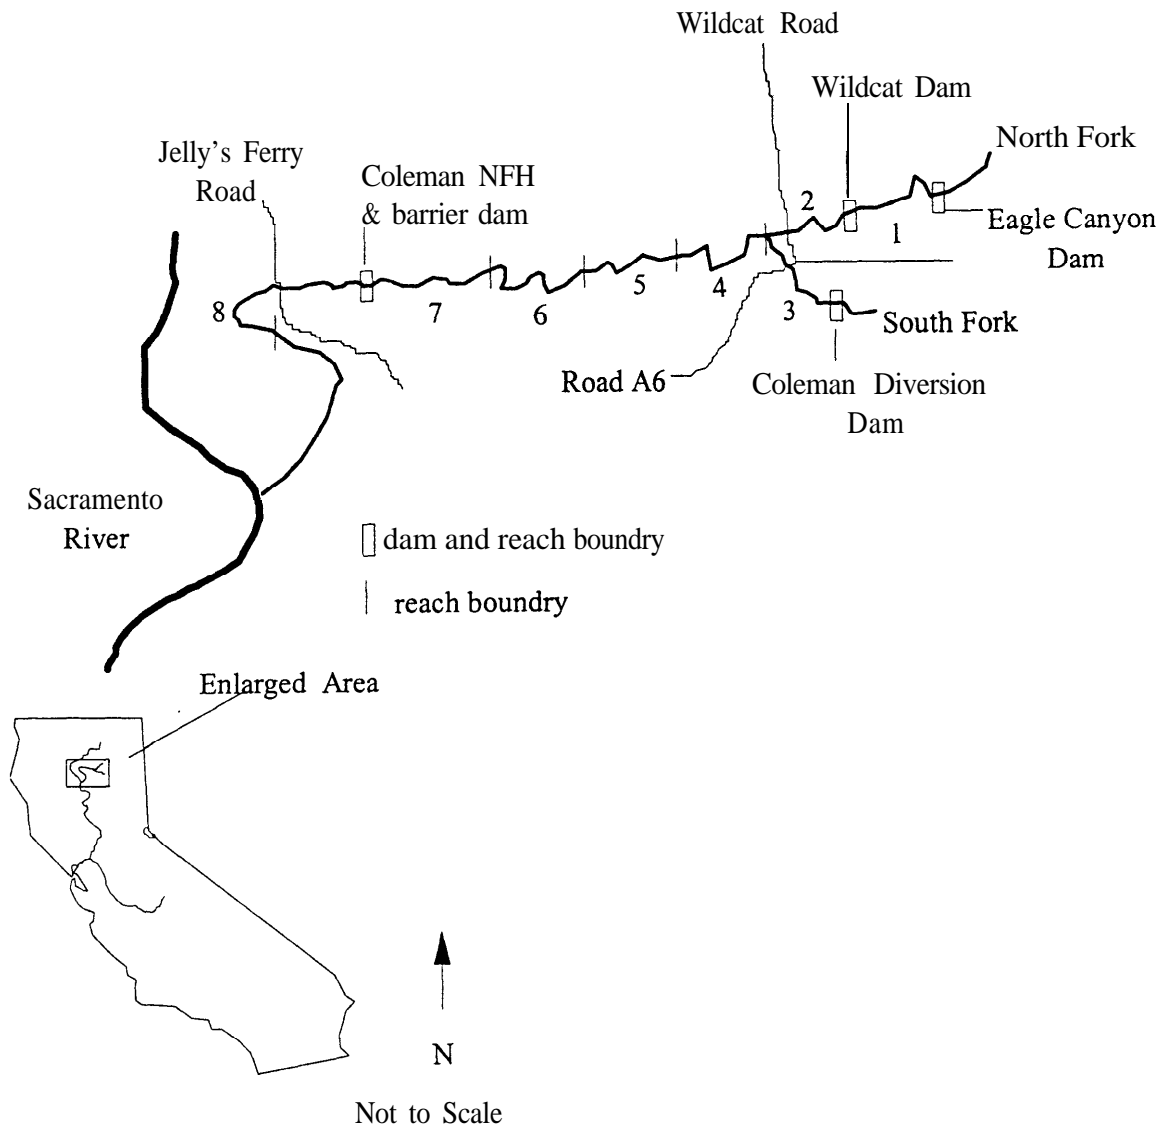 Wildcat Road
Wildcat Dam
North Fork
Jelly's Ferry
Road
Coleman NFH
& barrier dam
2
1
Eagle Canyon
Dam
8
7
6
5
4
3
South Fork
Road A6
Coleman Diversion
Dam
Sacramento
River
dam and reach boundry
reach boundry
Enlarged Area
N
Not to Scale